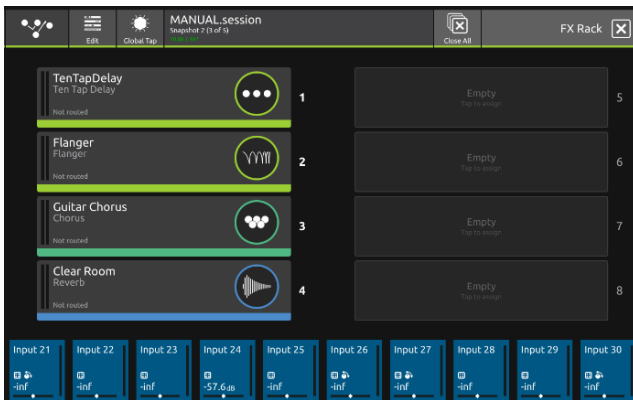 MANUAL.session
Snapshot 2 (3 of 5)
Edit
Global Tap
Close All
FX Rack
TenTapDelay
Ten Tap Delay
Not routed
1
Flanger
Flanger
Not routed
2
Guitar Chorus
Chorus
Not routed
3
Clear Room
Reverb
Not routed
4
Empty
Tap to assign
5
Empty
Tap to assign
6
Empty
Tap to assign
7
Empty
Tap to assign
8
Input 21
-inf
Input 22
-inf
Input 23
-inf
Input 24
-57.6dB
Input 25
-inf
Input 26
-inf
Input 27
-inf
Input 28
-inf
Input 29
-inf
Input 30
-inf